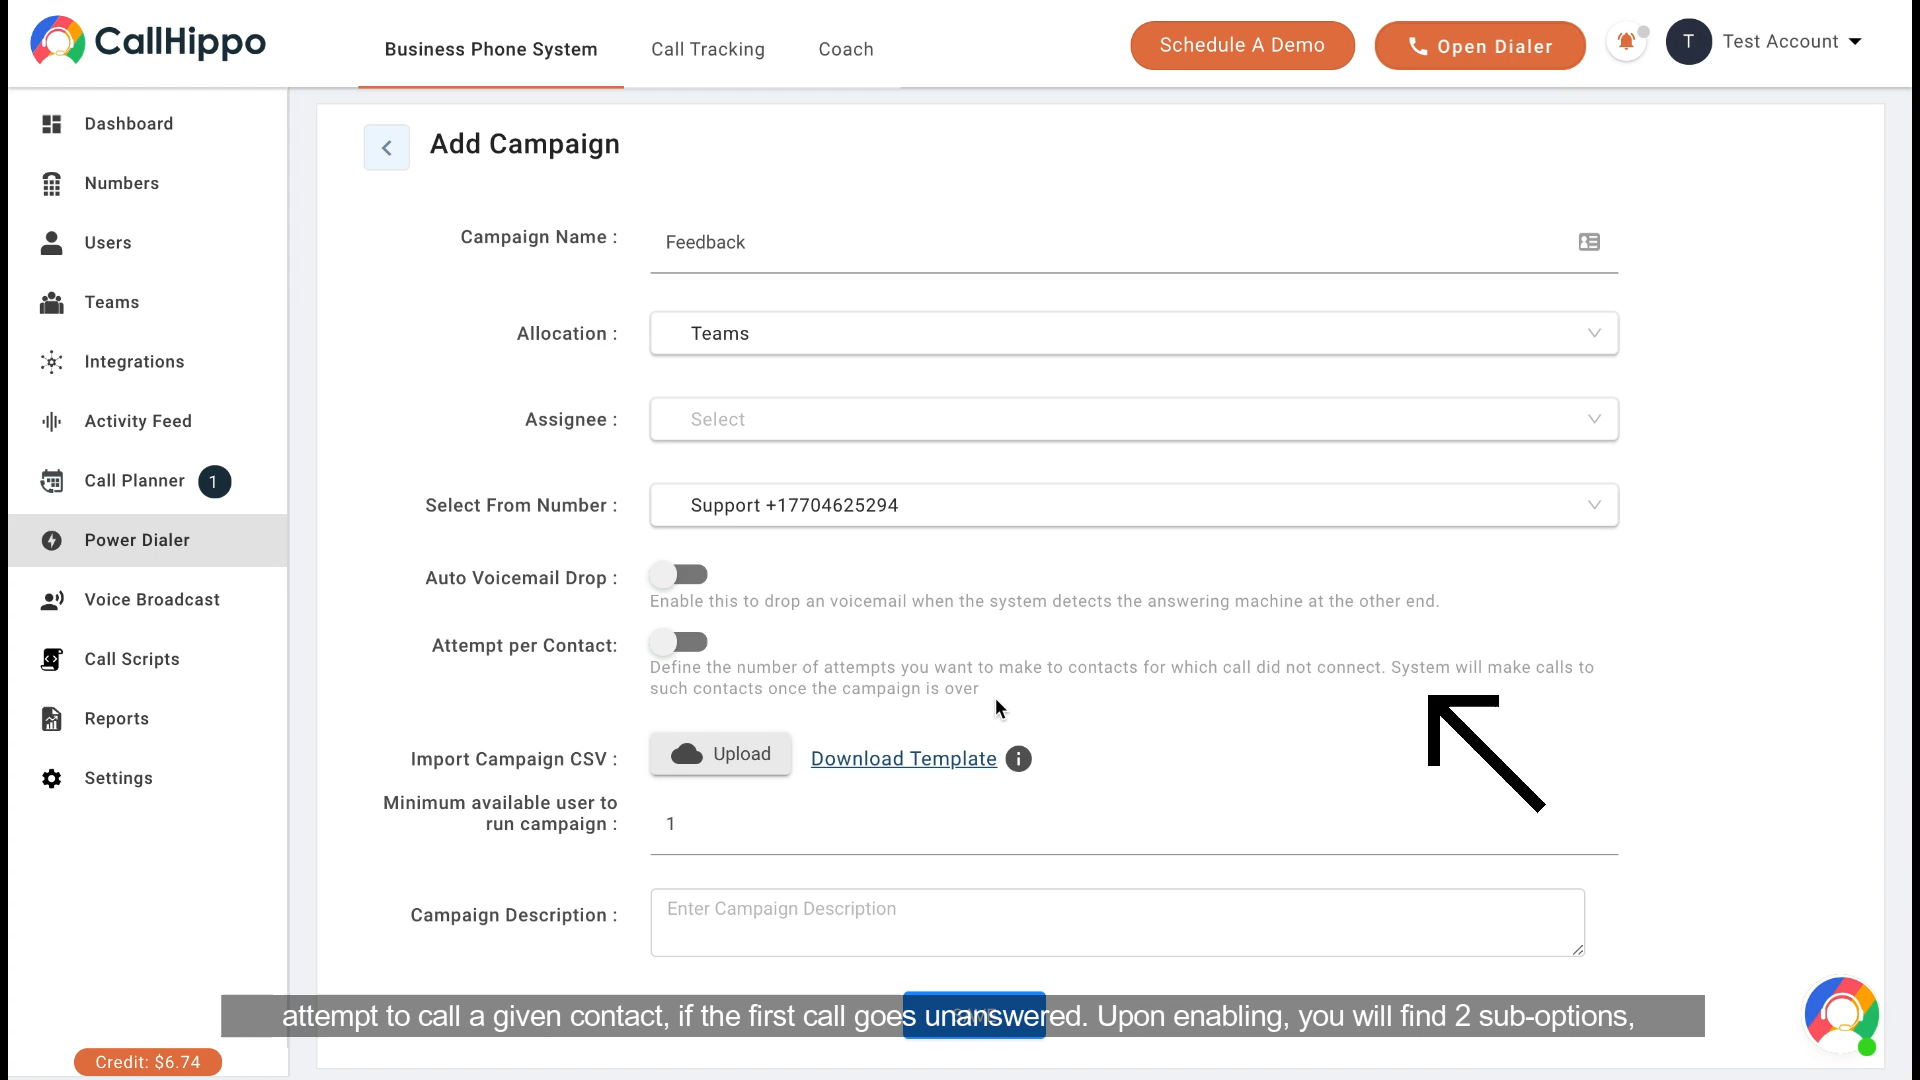 CallHippo
Business Phone System
Call Tracking
Coach
Schedule A Demo
Open Dialer
T
Test Account
Dashboard
Numbers
Users
Teams
Integrations
Activity Feed
Call Planner 1
Power Dialer
Voice Broadcast
Call Scripts
Reports
Settings
Credit: $6.74
Add Campaign
Campaign Name :
Feedback
Allocation :
Teams
Assignee :
Select
Select From Number :
Support +17704625294
Auto Voicemail Drop :
Enable this to drop an voicemail when the system detects the answering machine at the other end.
Attempt per Contact:
Define the number of attempts you want to make to contacts for which call did not connect. System will make calls to
such contacts once the campaign is over
Import Campaign CSV :
Upload
Download Template
i
Minimum available user to
run campaign :
1
Campaign Description :
Enter Campaign Description
attempt to call a given contact, if the first call goes unanswered. Upon enabling, you will find 2 sub-options,